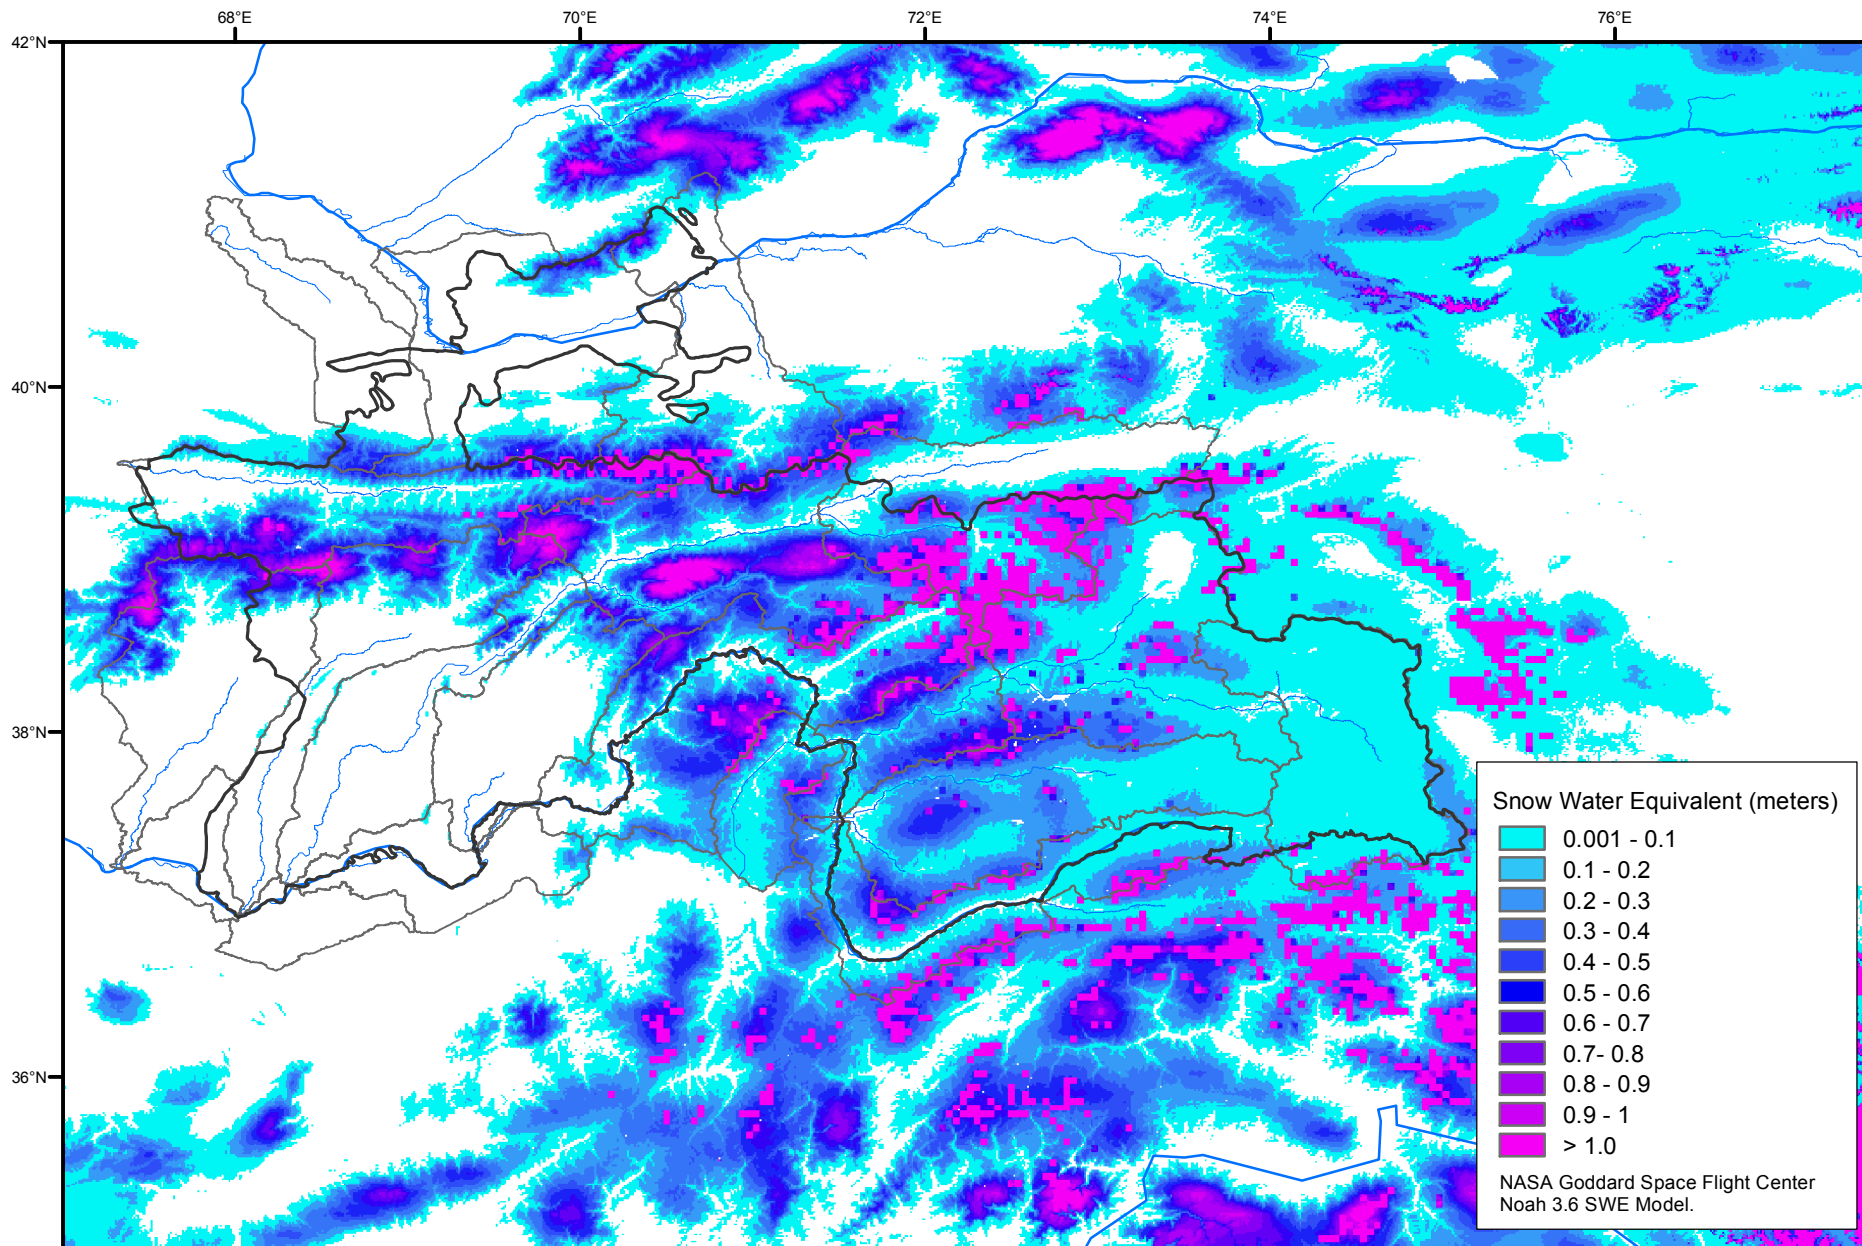 68°E 70°E 72°E 74°E 76°E
42°N
40°N
38°N
36°N
Snow Water Equivalent (meters)
0.001 - 0.1
0.1 - 0.2
0.2 - 0.3
0.3 - 0.4
0.4 - 0.5
0.5 - 0.6
0.6 - 0.7
0.7- 0.8
0.8 - 0.9
0.9 - 1
> 1.0
NASA Goddard Space Flight Center
Noah 3.6 SWE Model.